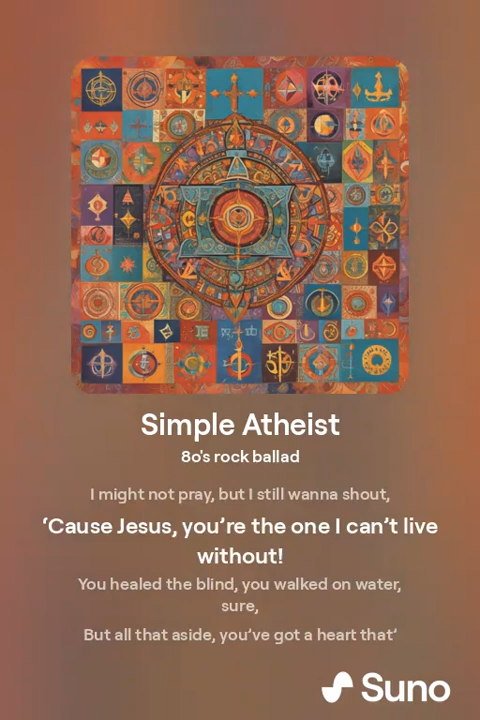 Simple Atheist
80's rock ballad
I might not pray, but I still wanna shout,
‘Cause Jesus, you’re the one I can’t live
without!
You healed the blind, you walked on water,
sure,
But all that aside, you’ve got a heart that’
Suno